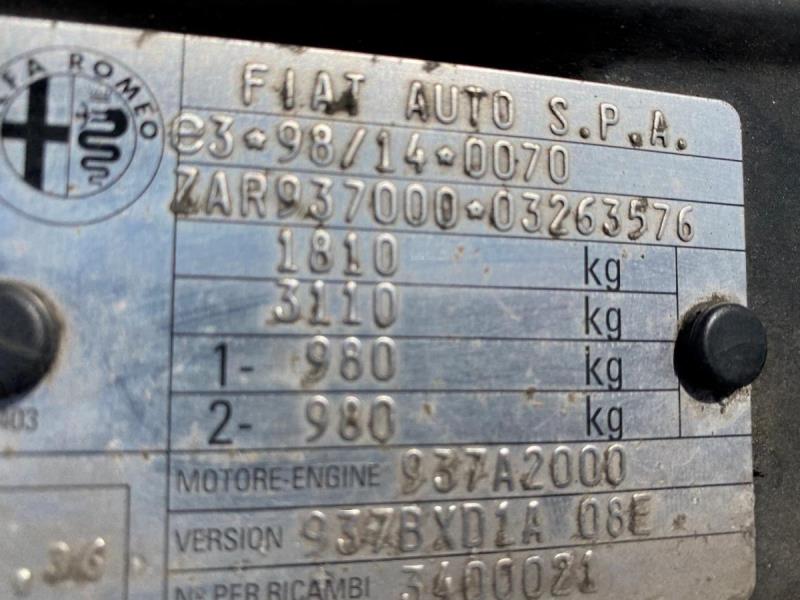 ALFA ROMEO
FIAT AUTO S.P.A.
e3*98/14*0070
ZAR937000*03263576
1810 kg
3110 kg
1- 980 kg
2- 980 kg
403
MOTORE-ENGINE 937A2000
VERSION 937BXD1A 08E
Nº PER RICAMBI 3400021